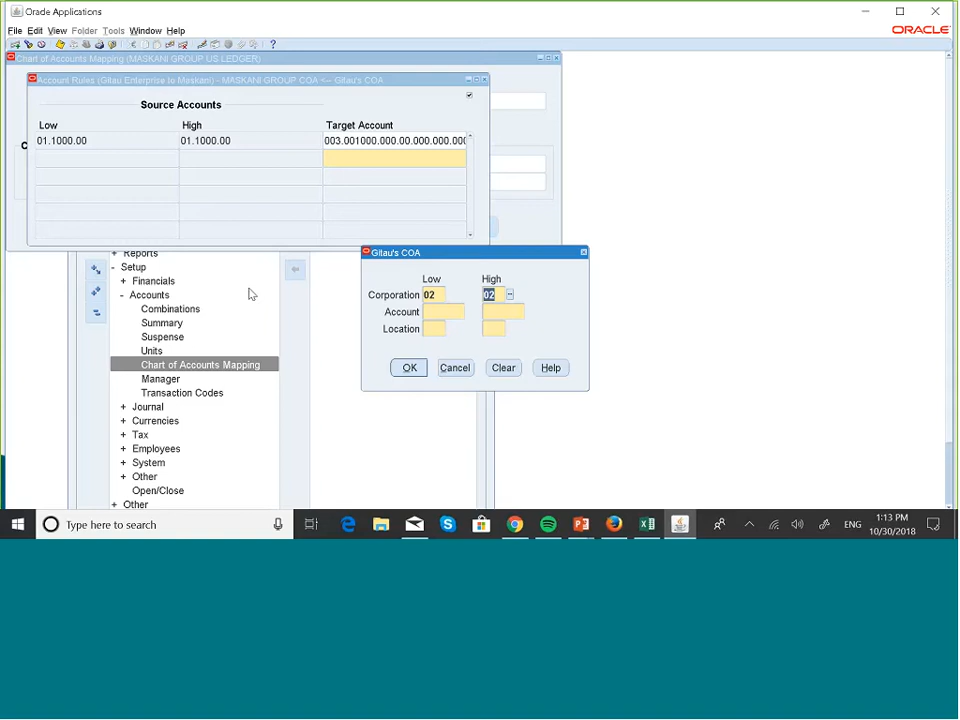 Oracle Applications
File Edit View Folder Tools Window Help
ORACLE
Chart of Accounts Mapping (MASKANI GROUP US LEDGER)
Account Rules (Gitau Enterprise to Maskani) - MASKANI GROUP COA <-- Gitau's COA
Source Accounts
Low High Target Account
01.1000.00 01.1000.00 003.001000.000.00.000.000.000
Gitau's COA
Low High
Corporation 02 02
Account
Location
OK Cancel Clear Help
+ Reports
- Setup
+ Financials
- Accounts
Combinations
Summary
Suspense
Units
Chart of Accounts Mapping
Manager
Transaction Codes
+ Journal
+ Currencies
+ Tax
+ Employees
+ System
+ Other
Open/Close
+ Other
Type here to search
ENG
1:13 PM
10/30/2018